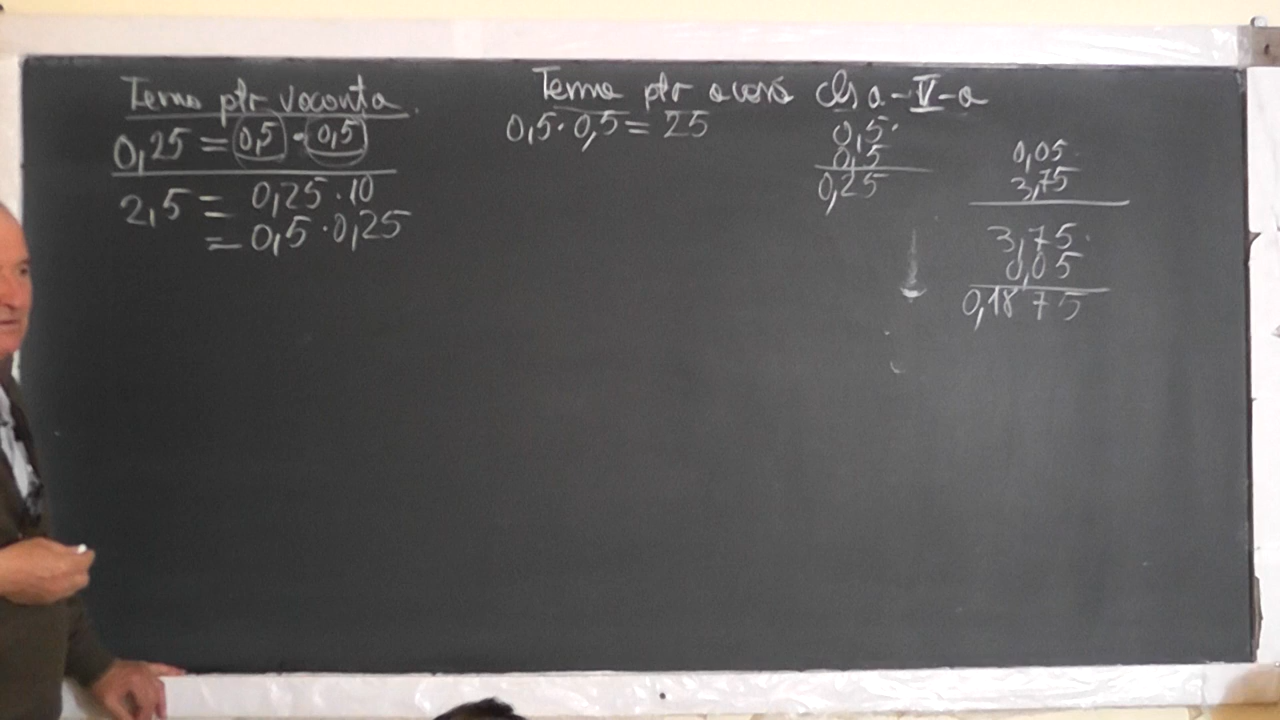 Tema ptr vacanta.
0,25 = 0,5 · 0,5
2,5 = 0,25 · 10
= 0,5 · 0,25
Tema ptr acasă cls a-V-a
0,5 · 0,5 = 25
0,5 ·
0,5
0,25
0,05 ·
3,75
3,75 ·
0,05
0,1875